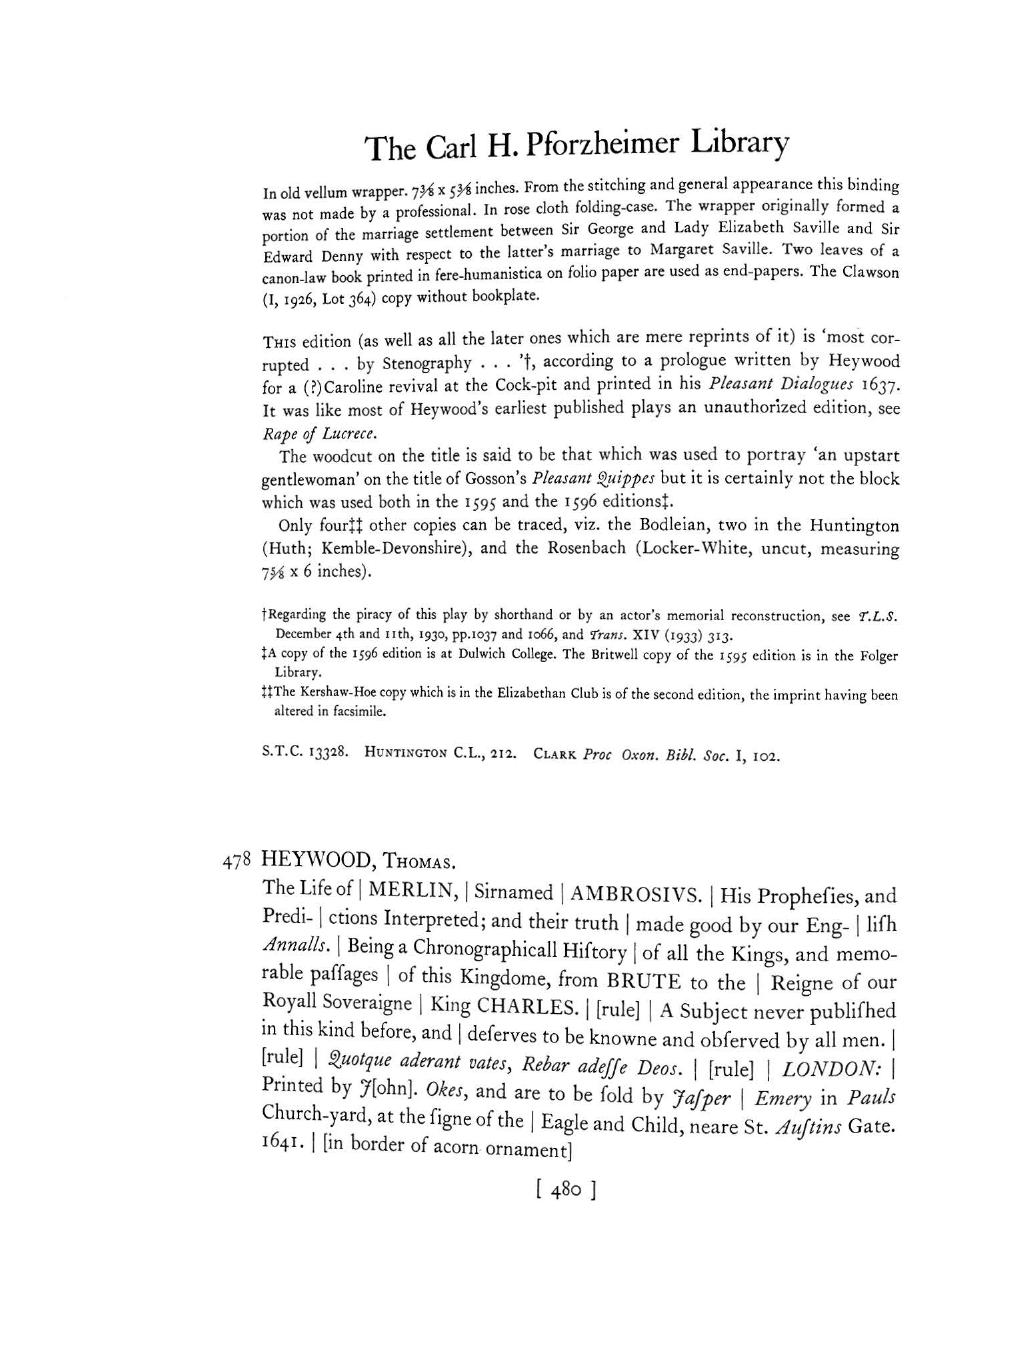 The Carl H. Pforzheimer Library
In old vellum wrapper. 7⅜ x 5⅜ inches. From the stitching and general appearance this binding
was not made by a professional. In rose cloth folding-case. The wrapper originally formed a
portion of the marriage settlement between Sir George and Lady Elizabeth Saville and Sir
Edward Denny with respect to the latter's marriage to Margaret Saville. Two leaves of a
canon-law book printed in fere-humanistica on folio paper are used as end-papers. The Clawson
(I, 1926, Lot 364) copy without bookplate.
THIS edition (as well as all the later ones which are mere reprints of it) is ‘most cor-
rupted . . . by Stenography . . . ’†, according to a prologue written by Heywood
for a (?)Caroline revival at the Cock-pit and printed in his Pleasant Dialogues 1637.
It was like most of Heywood's earliest published plays an unauthorized edition, see
Rape of Lucrece.
The woodcut on the title is said to be that which was used to portray ‘an upstart
gentlewoman’ on the title of Gosson's Pleasant Quippes but it is certainly not the block
which was used both in the 1595 and the 1596 editions‡.
Only four‡‡ other copies can be traced, viz. the Bodleian, two in the Huntington
(Huth; Kemble-Devonshire), and the Rosenbach (Locker-White, uncut, measuring
7⅝ x 6 inches).
†Regarding the piracy of this play by shorthand or by an actor's memorial reconstruction, see T.L.S.
December 4th and 11th, 1930, pp.1037 and 1066, and Trans. XIV (1933) 313.
‡A copy of the 1596 edition is at Dulwich College. The Britwell copy of the 1595 edition is in the Folger
Library.
‡‡The Kershaw-Hoe copy which is in the Elizabethan Club is of the second edition, the imprint having been
altered in facsimile.
S.T.C. 13328. HUNTINGTON C.L., 212. CLARK Proc Oxon. Bibl. Soc. I, 102.
478 HEYWOOD, THOMAS.
The Life of | MERLIN, | Sirnamed | AMBROSIVS. | His Propheſies, and
Predi- | ctions Interpreted; and their truth | made good by our Eng- | liſh
Annalls. | Being a Chronographicall Hiſtory | of all the Kings, and memo-
rable paſſages | of this Kingdome, from BRUTE to the | Reigne of our
Royall Soveraigne | King CHARLES. | [rule] | A Subject never publiſhed
in this kind before, and | deſerves to be knowne and obſerved by all men. |
[rule] | Quotque aderant vates, Rebar adeſſe Deos. | [rule] | LONDON: |
Printed by J[ohn]. Okes, and are to be ſold by Jaſper | Emery in Pauls
Church-yard, at the ſigne of the | Eagle and Child, neare St. Auſtins Gate.
1641. | [in border of acorn ornament]
[ 480 ]